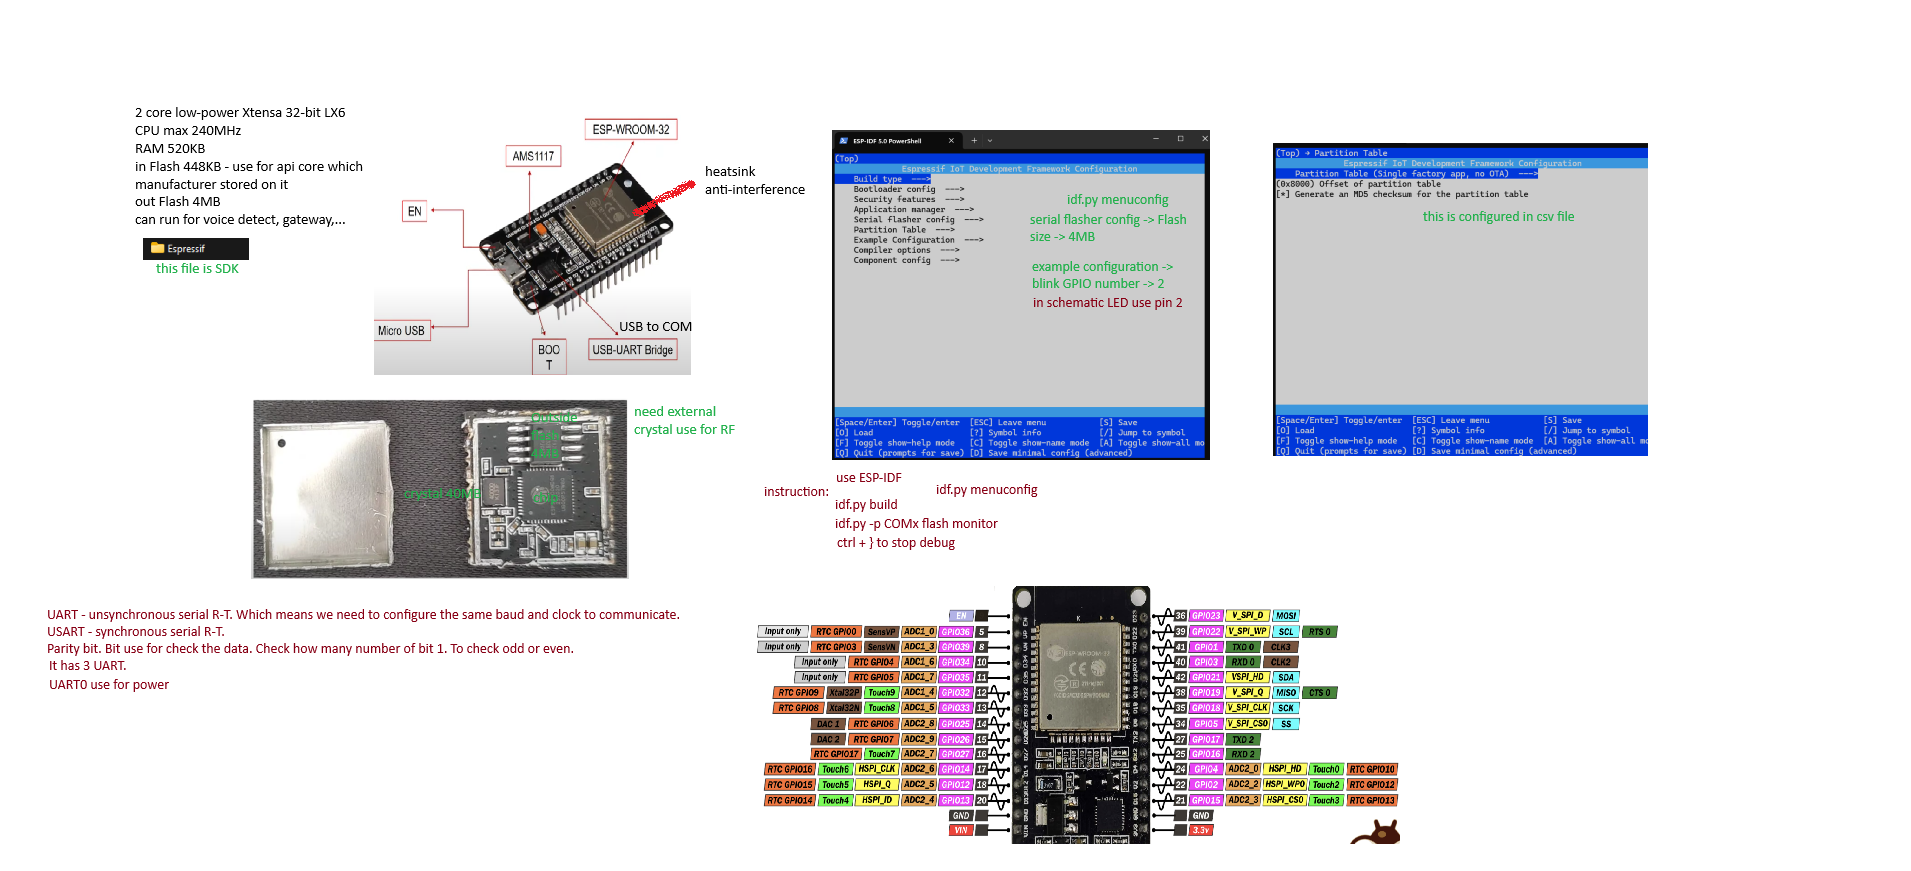 2 core low-power Xtensa 32-bit LX6
CPU max 240MHz
RAM 520KB
in Flash 448KB - use for api core which
manufacturer stored on it
out Flash 4MB
can run for voice detect, gateway,...
Espressif
this file is SDK
ESP-WROOM-32
AMS1117
EN
Micro USB
BOO
T
USB to COM
USB-UART Bridge
heatsink
anti-interference
Outside
flash
4MB
crystal 40MH
need external
crystal use for RF
ESP-IDF 5.0 PowerShell
(Top)
Espressif IoT Development Framework Configuration
Build type --->
Bootloader config --->
Security features --->
Application manager --->
Serial flasher config --->
Partition Table --->
Example Configuration --->
Compiler options --->
Component config --->
idf.py menuconfig
serial flasher config -> Flash
size -> 4MB
example configuration ->
blink GPIO number -> 2
in schematic LED use pin 2
[Space/Enter] Toggle/enter [ESC] Leave menu [S] Save
[O] Load [?] Symbol info [/] Jump to symbol
[F] Toggle show-help mode [C] Toggle show-name mode [A] Toggle show-all mo
[Q] Quit (prompts for save) [D] Save minimal config (advanced)
(Top) → Partition Table
Espressif IoT Development Framework Configuration
Partition Table (Single factory app, no OTA) --->
(0x8000) Offset of partition table
[*] Generate an MD5 checksum for the partition table
this is configured in csv file
[Space/Enter] Toggle/enter [ESC] Leave menu [S] Save
[O] Load [?] Symbol info [/] Jump to symbol
[F] Toggle show-help mode [C] Toggle show-name mode [A] Toggle show-all mo
[Q] Quit (prompts for save) [D] Save minimal config (advanced)
instruction:
use ESP-IDF
idf.py menuconfig
idf.py build
idf.py -p COMx flash monitor
ctrl + } to stop debug
UART - unsynchronous serial R-T. Which means we need to configure the same baud and clock to communicate.
USART - synchronous serial R-T.
Parity bit. Bit use for check the data. Check how many number of bit 1. To check odd or even.
It has 3 UART.
UART0 use for power
EN
Input only RTC GPIO0 SensVP ADC1_0 GPIO36 5
Input only RTC GPIO3 SensVN ADC1_3 GPIO39 8
Input only RTC GPIO4 ADC1_6 GPIO34 10
Input only RTC GPIO5 ADC1_7 GPIO35 11
RTC GPIO9 Xtal32P Touch9 ADC1_4 GPIO32 12
RTC GPIO8 Xtal32N Touch8 ADC1_5 GPIO33 13
DAC 1 RTC GPIO6 ADC2_8 GPIO25 14
DAC 2 RTC GPIO7 ADC2_9 GPIO26 15
RTC GPIO17 Touch7 ADC2_7 GPIO27 16
RTC GPIO16 Touch6 HSPI_CLK ADC2_6 GPIO14 17
RTC GPIO15 Touch5 HSPI_Q ADC2_5 GPIO12 18
RTC GPIO14 Touch4 HSPI_ID ADC2_4 GPIO13 20
GND
VIN
ESP-WROOM-32
36 GPIO23 V_SPI_D MOSI
39 GPIO22 V_SPI_WP SCL RTS 0
41 GPIO1 TXD 0 CLK3
40 GPIO3 RXD 0 CLK2
42 GPIO21 VSPI_HD SDA
38 GPIO19 V_SPI_Q MISO CTS 0
35 GPIO18 V_SPI_CLK SCK
34 GPIO5 V_SPI_CS0 SS
27 GPIO17 TXD 2
25 GPIO16 RXD 2
24 GPIO4 ADC2_0 HSPI_HD Touch0 RTC GPIO10
22 GPIO2 ADC2_2 HSPI_WP0 Touch2 RTC GPIO12
21 GPIO15 ADC2_3 HSPI_CS0 Touch3 RTC GPIO13
GND
3.3v